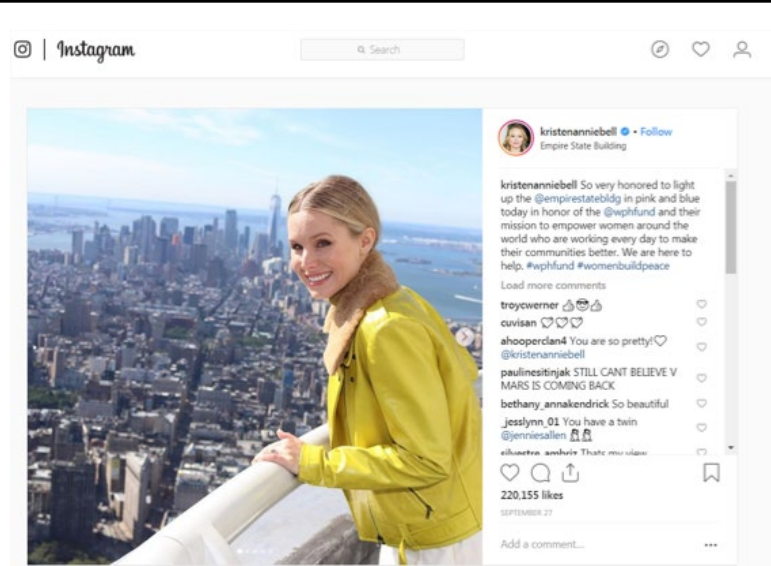 Instagram
Search
kristenanniebell • Follow
Empire State Building
kristenanniebell So very honored to light
up the @empirestatebldg in pink and blue
today in honor of the @wphfund and their
mission to empower women around the
world who are working every day to make
their communities better. We are here to
help. #wphfund #womenbuildpeace
Load more comments
troycwerner
cuvisan
ahooperclan4 You are so pretty!
@kristenanniebell
paulinesitinjak STILL CANT BELIEVE V
MARS IS COMING BACK
bethany_annakendrick So beautiful
_jesslynn_01 You have a twin
@jenniesallen
silvestre_ambriz Thats my view
220,155 likes
SEPTEMBER 27
Add a comment...